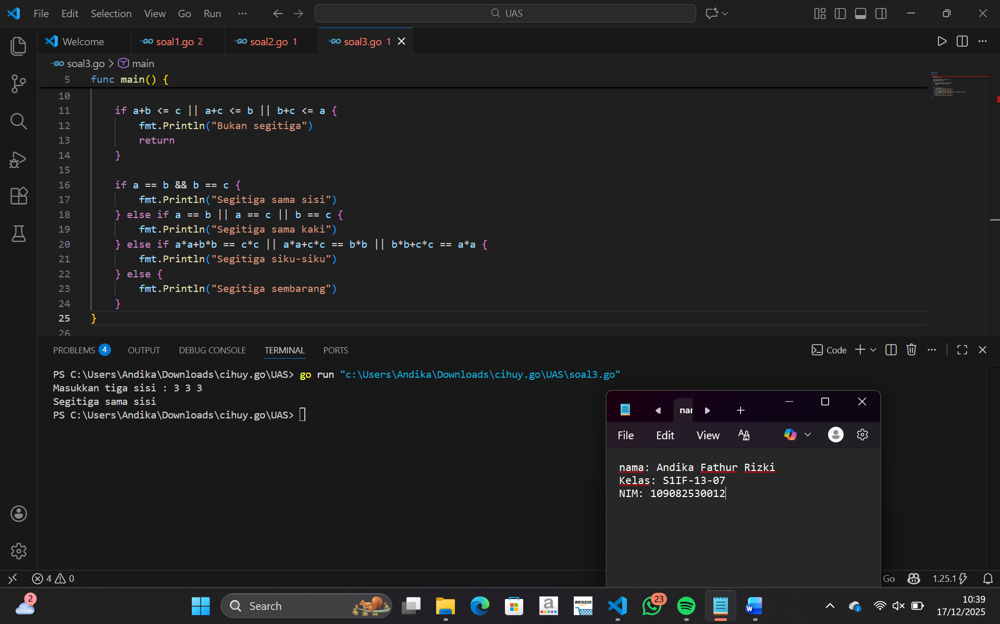 File Edit Selection View Go Run ··· UAS
Welcome soal1.go 2 soal2.go 1 soal3.go 1
soal3.go > main
5 func main() {
10
11 if a+b <= c || a+c <= b || b+c <= a {
12 fmt.Println("Bukan segitiga")
13 return
14 }
15
16 if a == b && b == c {
17 fmt.Println("Segitiga sama sisi")
18 } else if a == b || a == c || b == c {
19 fmt.Println("Segitiga sama kaki")
20 } else if a*a+b*b == c*c || a*a+c*c == b*b || b*b+c*c == a*a {
21 fmt.Println("Segitiga siku-siku")
22 } else {
23 fmt.Println("Segitiga sembarang")
24 }
25 }
26
PROBLEMS 4 OUTPUT DEBUG CONSOLE TERMINAL PORTS Code
PS C:\Users\Andika\Downloads\cihuy.go\UAS> go run "c:\Users\Andika\Downloads\cihuy.go\UAS\soal3.go"
Masukkan tiga sisi : 3 3 3
Segitiga sama sisi
PS C:\Users\Andika\Downloads\cihuy.go\UAS>
nar
File Edit View
nama: Andika Fathur Rizki
Kelas: S1IF-13-07
NIM: 109082530012
4 0 Go 1.25.1
2 Search a amazon 23 W 10:39
17/12/2025